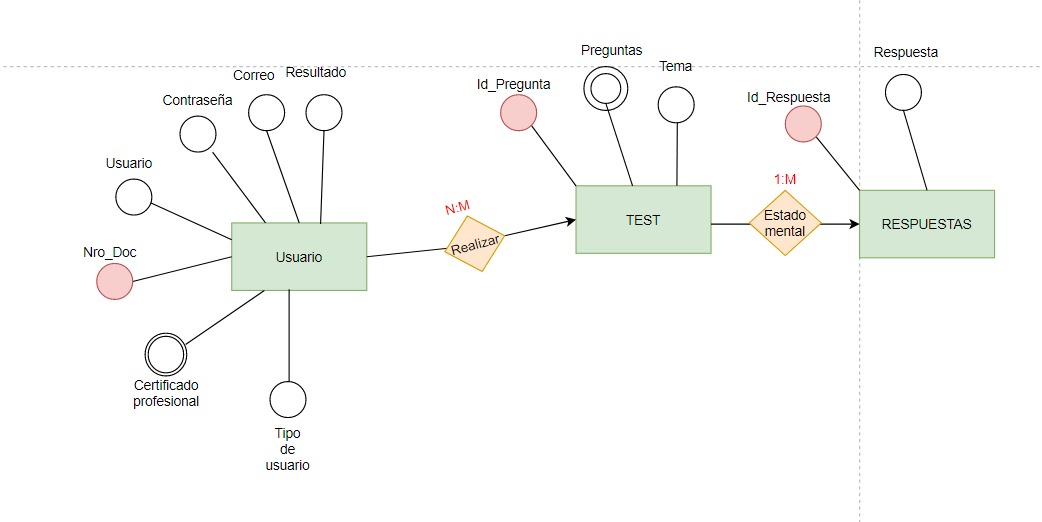 Preguntas
Respuesta
Correo
Resultado
Tema
Id_Pregunta
Id_Respuesta
Contraseña
Usuario
1:M
N:M
TEST
Estado
mental
RESPUESTAS
Realizar
Nro_Doc
Usuario
Certificado
profesional
Tipo
de
usuario